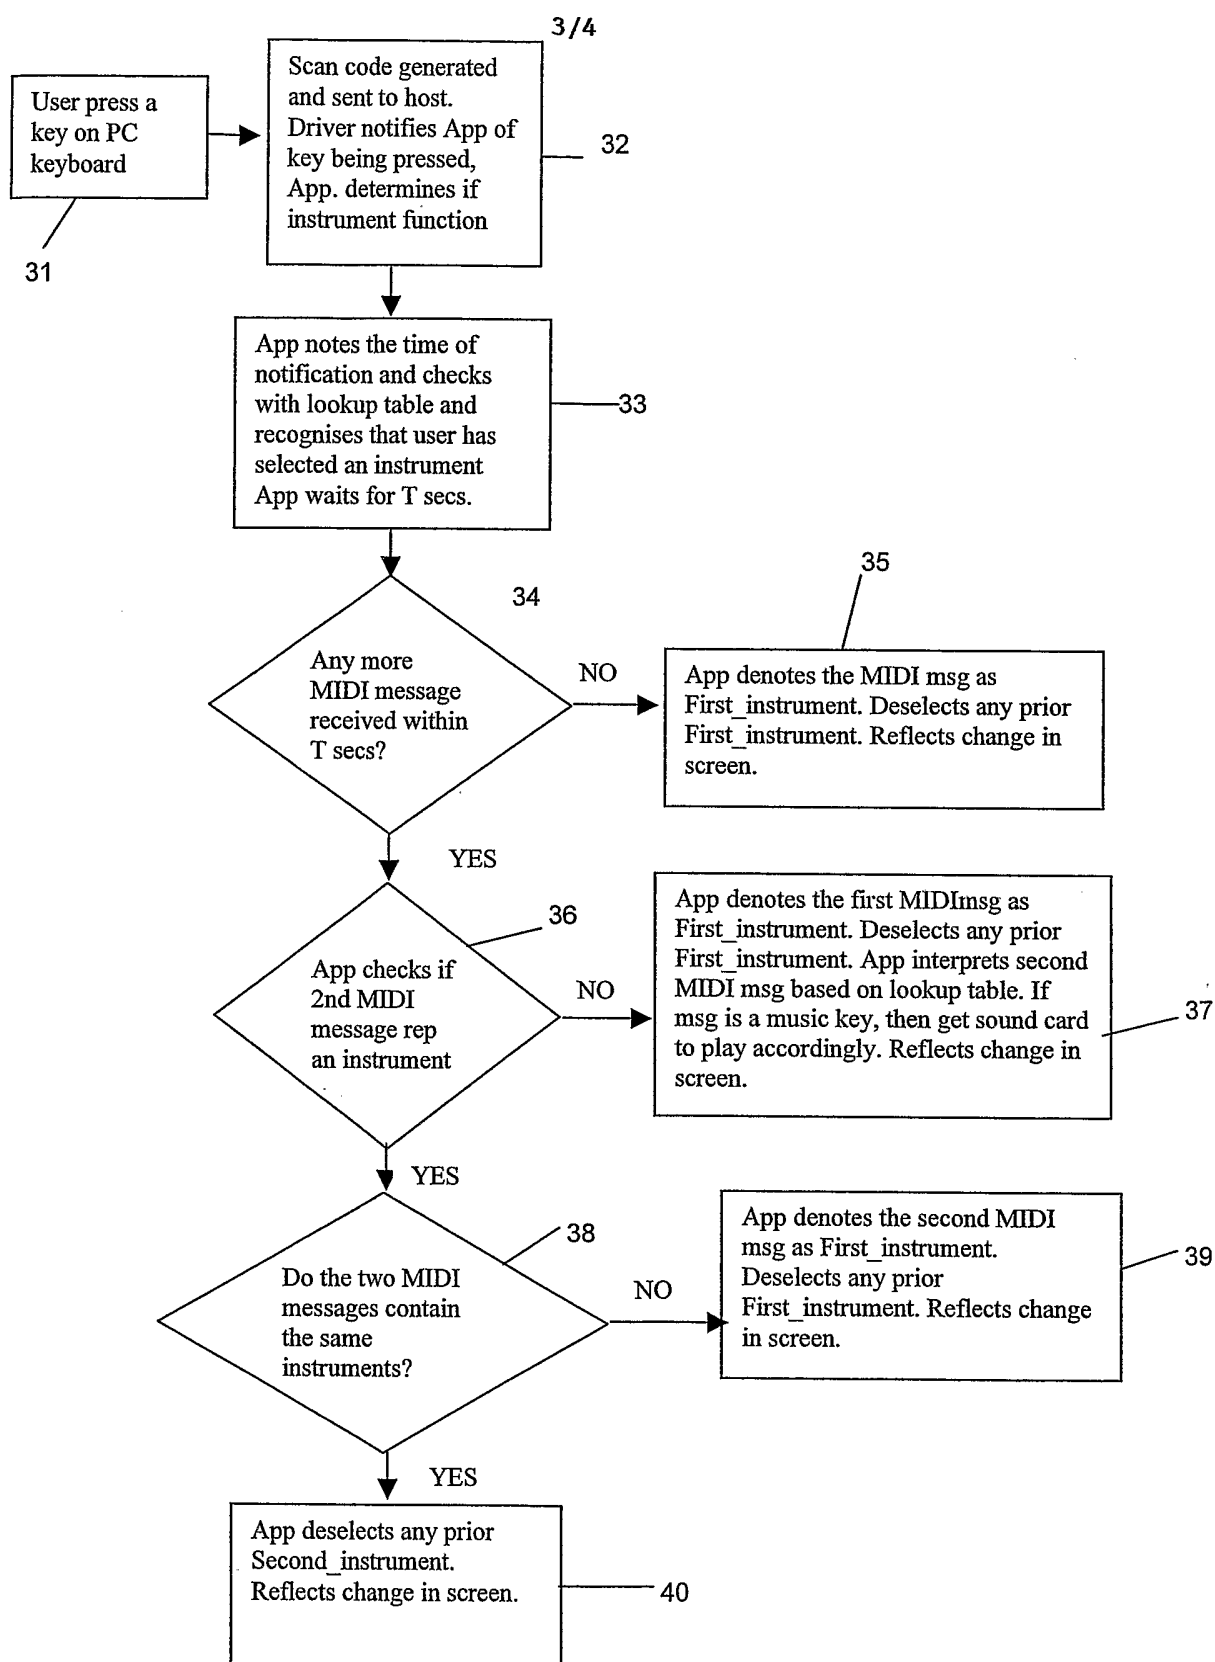 3/4
User press a
key on PC
keyboard
31
Scan code generated
and sent to host.
Driver notifies App of
key being pressed,
App. determines if
instrument function
32
App notes the time of
notification and checks
with lookup table and
recognises that user has
selected an instrument
App waits for T secs.
33
34
Any more
MIDI message
received within
T secs?
NO
35
App denotes the MIDI msg as
First_instrument. Deselects any prior
First_instrument. Reflects change in
screen.
YES
36
App checks if
2nd MIDI
message rep
an instrument
NO
App denotes the first MIDImsg as
First_instrument. Deselects any prior
First_instrument. App interprets second
MIDI msg based on lookup table. If
msg is a music key, then get sound card
to play accordingly. Reflects change in
screen.
37
YES
38
Do the two MIDI
messages contain
the same
instruments?
NO
App denotes the second MIDI
msg as First_instrument.
Deselects any prior
First_instrument. Reflects change
in screen.
39
YES
App deselects any prior
Second_instrument.
Reflects change in screen.
40